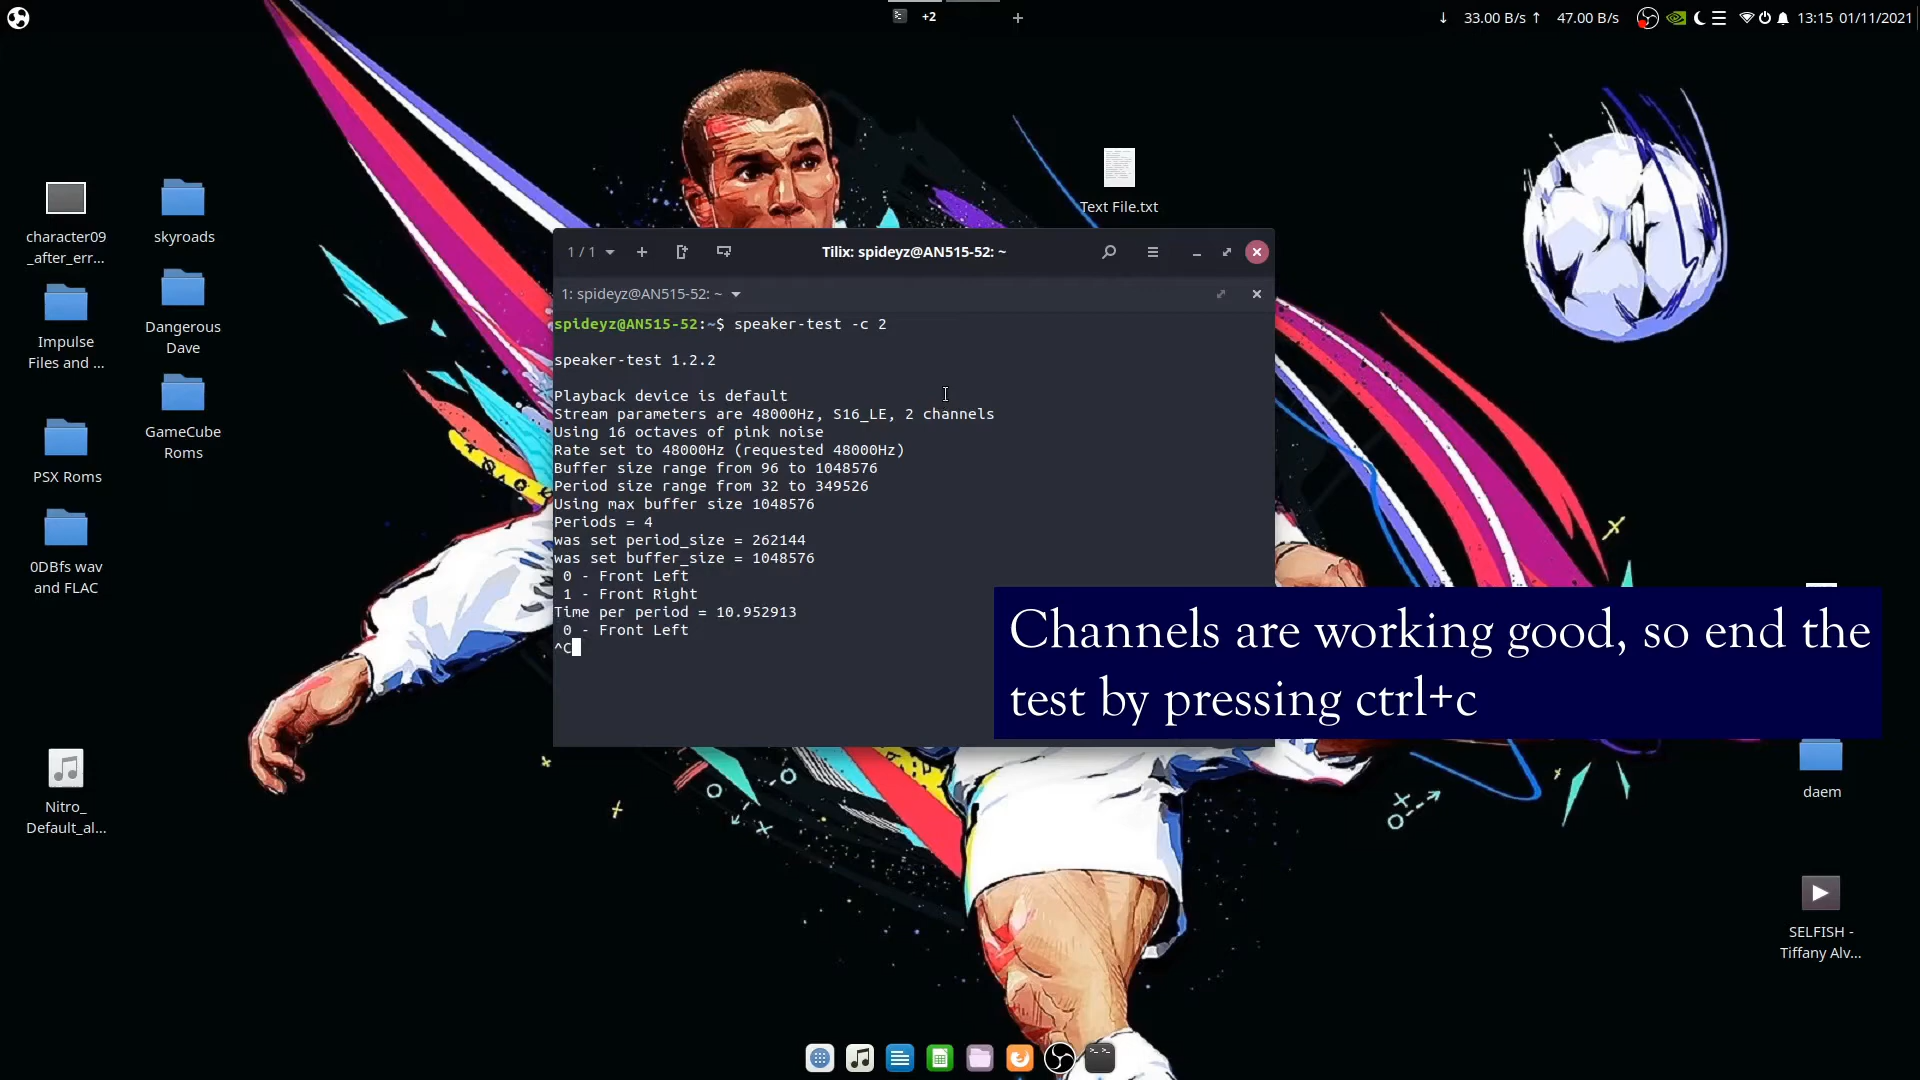 +2
+
↓ 33.00 B/s ↑ 47.00 B/s
13:15 01/11/2021
character09
_after_err...
skyroads
Impulse
Files and ...
Dangerous
Dave
PSX Roms
GameCube
Roms
0DBfs wav
and FLAC
Nitro_
Default_al...
Text File.txt
1 / 1
Tilix: spideyz@AN515-52: ~
1: spideyz@AN515-52: ~
spideyz@AN515-52:~$ speaker-test -c 2
speaker-test 1.2.2
Playback device is default
Stream parameters are 48000Hz, S16_LE, 2 channels
Using 16 octaves of pink noise
Rate set to 48000Hz (requested 48000Hz)
Buffer size range from 96 to 1048576
Period size range from 32 to 349526
Using max buffer size 1048576
Periods = 4
was set period_size = 262144
was set buffer_size = 1048576
0 - Front Left
1 - Front Right
Time per period = 10.952913
0 - Front Left
^C
Channels are working good, so end the
test by pressing ctrl+c
daem
SELFISH -
Tiffany Alv...